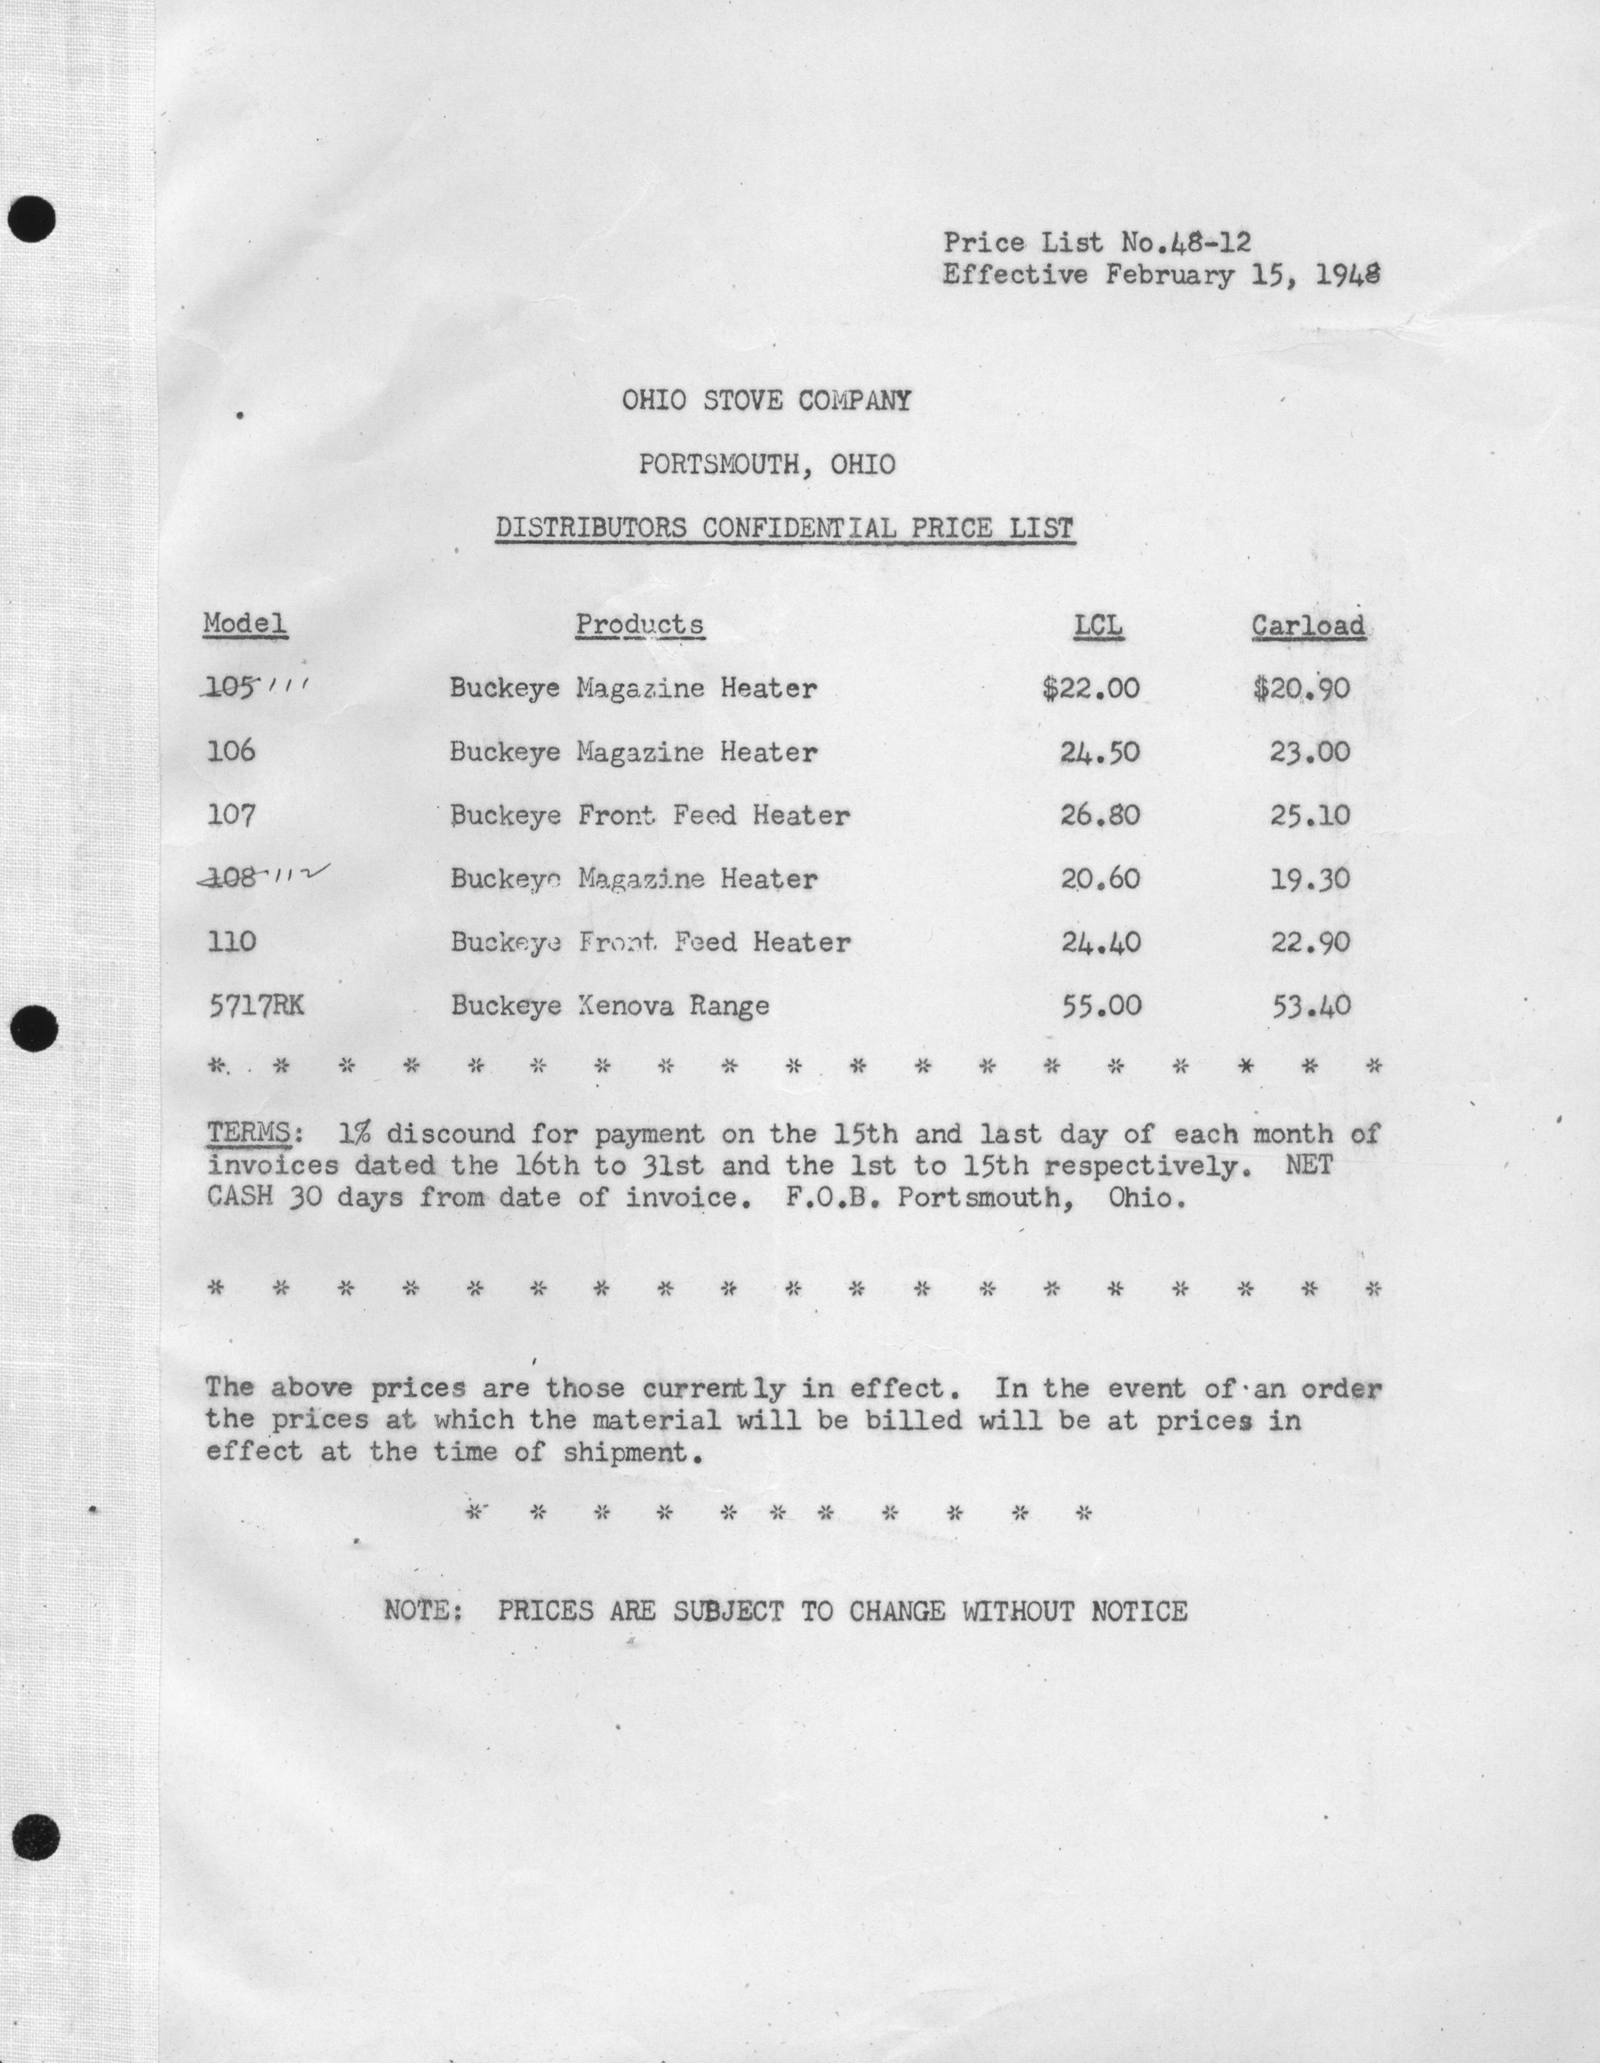 Price List No.48-12
Effective February 15, 1948
OHIO STOVE COMPANY
PORTSMOUTH, OHIO
DISTRIBUTORS CONFIDENTIAL PRICE LIST
Model Products LCL Carload
105 111 Buckeye Magazine Heater $22.00 $20.90
106 Buckeye Magazine Heater 24.50 23.00
107 Buckeye Front Feed Heater 26.80 25.10
108 112 Buckeye Magazine Heater 20.60 19.30
110 Buckeye Front Feed Heater 24.40 22.90
5717RK Buckeye Kenova Range 55.00 53.40
* * * * * * * * * * * * * * * * * * *
TERMS: 1% discound for payment on the 15th and last day of each month of
invoices dated the 16th to 31st and the 1st to 15th respectively. NET
CASH 30 days from date of invoice. F.O.B. Portsmouth, Ohio.
* * * * * * * * * * * * * * * * * * *
The above prices are those currently in effect. In the event of an order
the prices at which the material will be billed will be at prices in
effect at the time of shipment.
* * * * * * * * * * *
NOTE: PRICES ARE SUBJECT TO CHANGE WITHOUT NOTICE